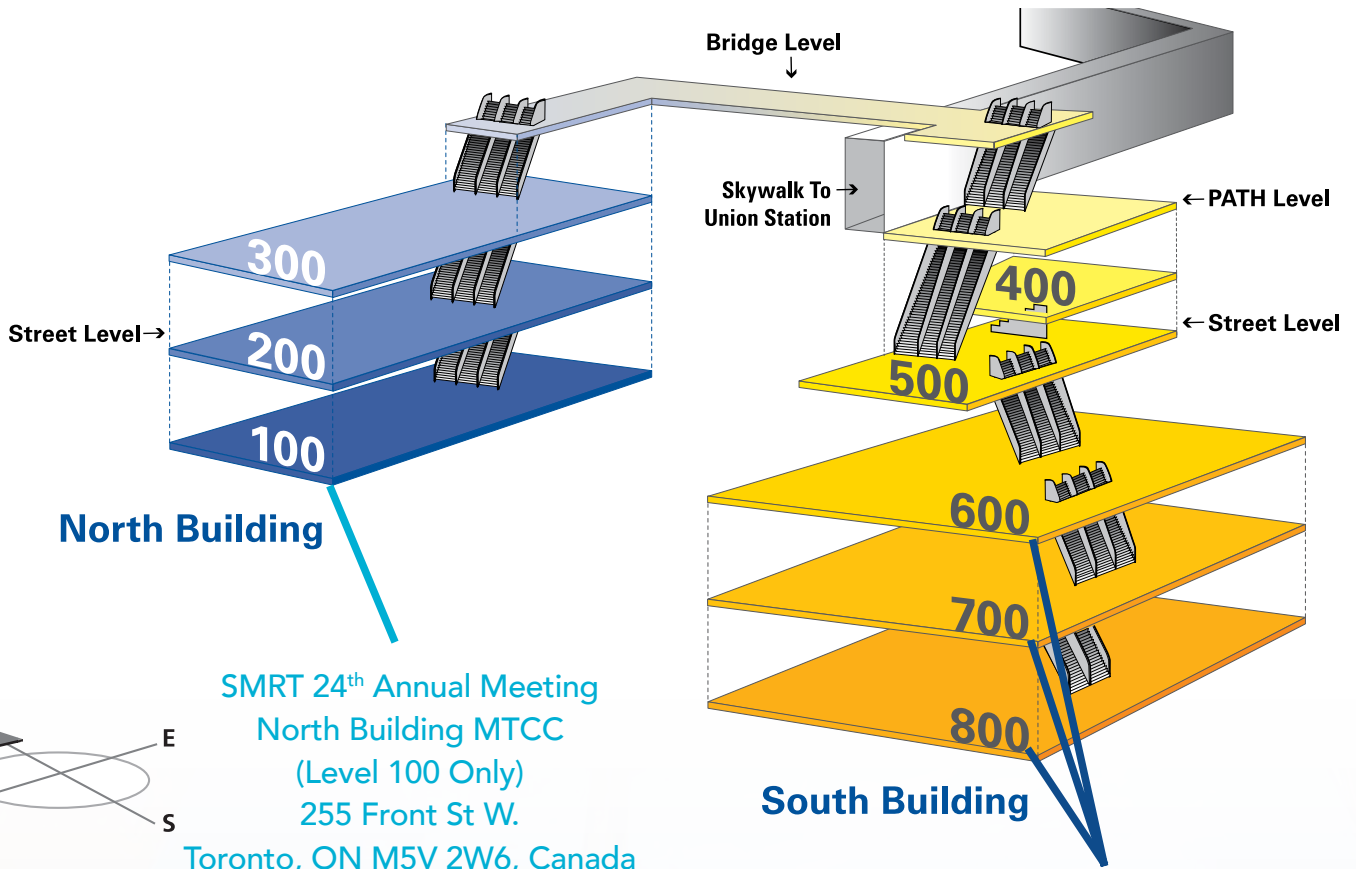 Bridge Level
Skywalk To
Union Station
PATH Level
300
400
Street Level
Street Level
200
500
100
North Building
600
700
800
SMRT 24th Annual Meeting
North Building MTCC
(Level 100 Only)
255 Front St W.
Toronto, ON M5V 2W6, Canada
E
S
South Building